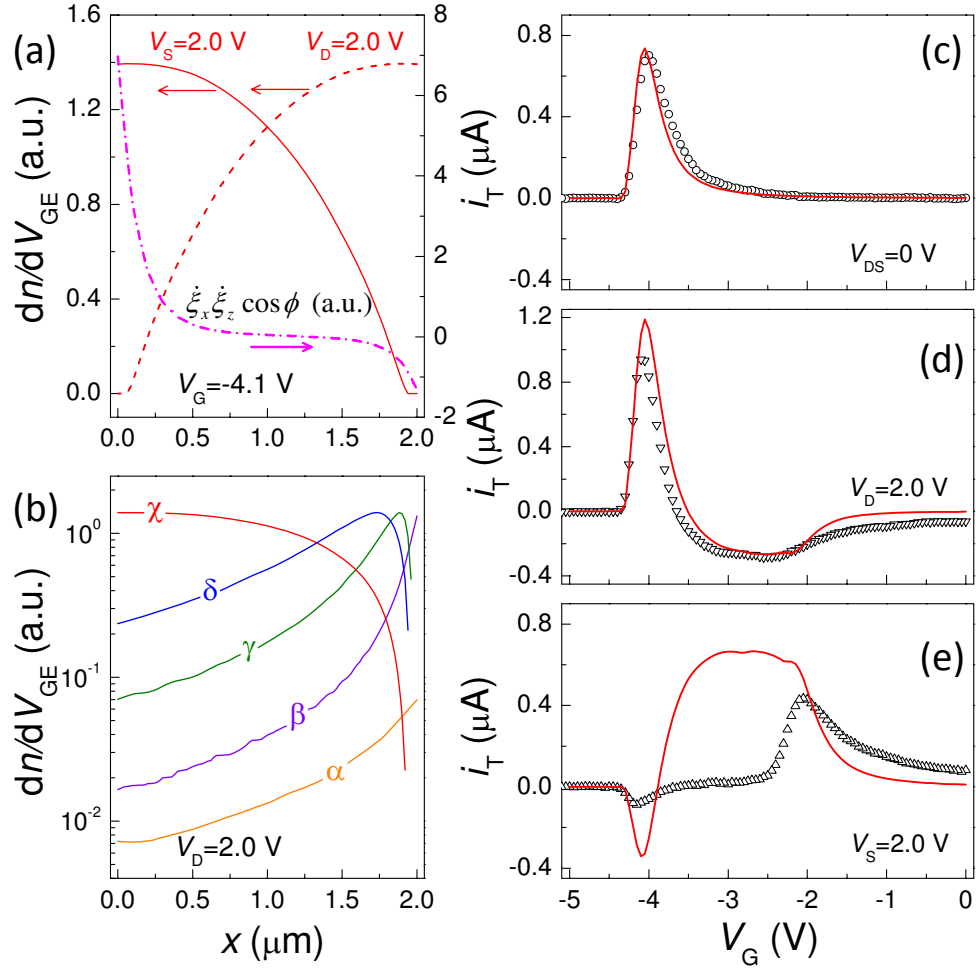 (a)
V_S=2.0 V
V_D=2.0 V
1.6
1.2
0.8
0.4
0.0
dn/dV_GE (a.u.)
8
6
4
2
0
-2
ξ̇_x ξ̇_z cos ϕ (a.u.)
V_G=-4.1 V
0.0 0.5 1.0 1.5 2.0
(b)
χ
δ
γ
β
α
10^0
10^-1
10^-2
dn/dV_GE (a.u.)
V_D=2.0 V
0.0 0.5 1.0 1.5 2.0
x (μm)
(c)
0.8
0.4
0.0
-0.4
i_T (μA)
V_DS=0 V
(d)
1.2
0.8
0.4
0.0
-0.4
i_T (μA)
V_D=2.0 V
(e)
0.8
0.4
0.0
-0.4
i_T (μA)
V_S=2.0 V
-5 -4 -3 -2 -1 0
V_G (V)